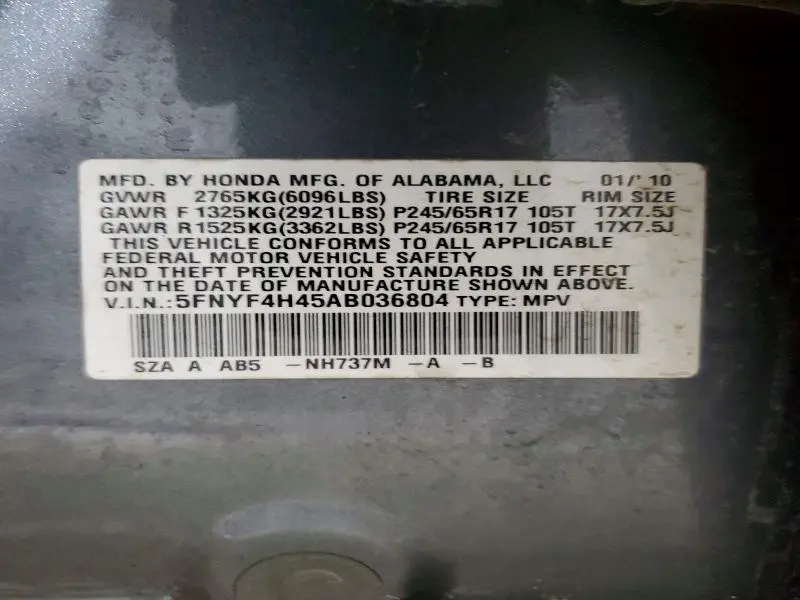 MFD. BY HONDA MFG. OF ALABAMA, LLC 01/'10
GVWR 2765KG(6096LBS) TIRE SIZE RIM SIZE
GAWR F 1325KG(2921LBS) P245/65R17 105T 17X7.5J
GAWR R1525KG(3362LBS) P245/65R17 105T 17X7.5J
THIS VEHICLE CONFORMS TO ALL APPLICABLE
FEDERAL MOTOR VEHICLE SAFETY
AND THEFT PREVENTION STANDARDS IN EFFECT
ON THE DATE OF MANUFACTURE SHOWN ABOVE.
V.I.N.:5FNYF4H45AB036804 TYPE: MPV
SZA A AB5 -NH737M -A -B